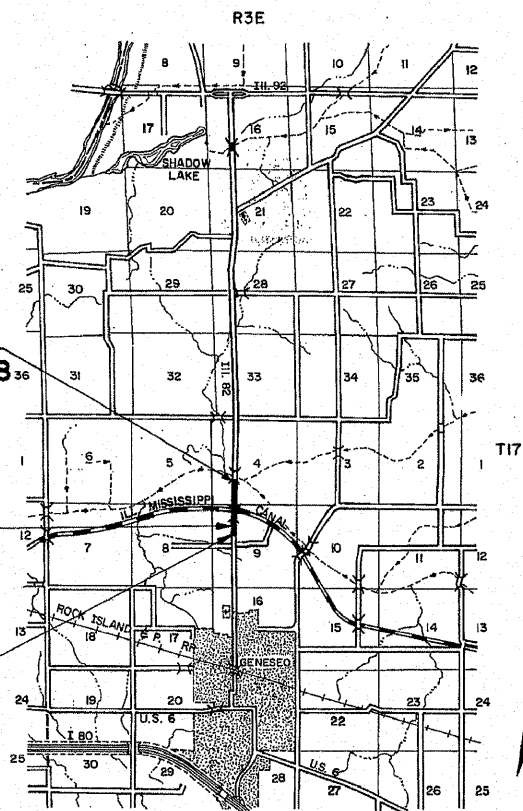 R3E
8 9 10 11 12
ILL. 92
17 16 15 14 13
SHADOW
LAKE
19 20 21 22 23 24
25 30 29 28 27 26 25
ILL 82
8
36 31 32 33 34 35 36
1 6 5 4 3 2 1
T17
ILL. MISSISSIPPI CANAL
12 7 8 9 10 11 12
16
ROCK ISLAND & P. RR
13 18 17 15 14 13
GENESEO
24 19 20 22 23 24
U.S. 6
I 80
25 30 29 28 27 26 25
U.S. 6